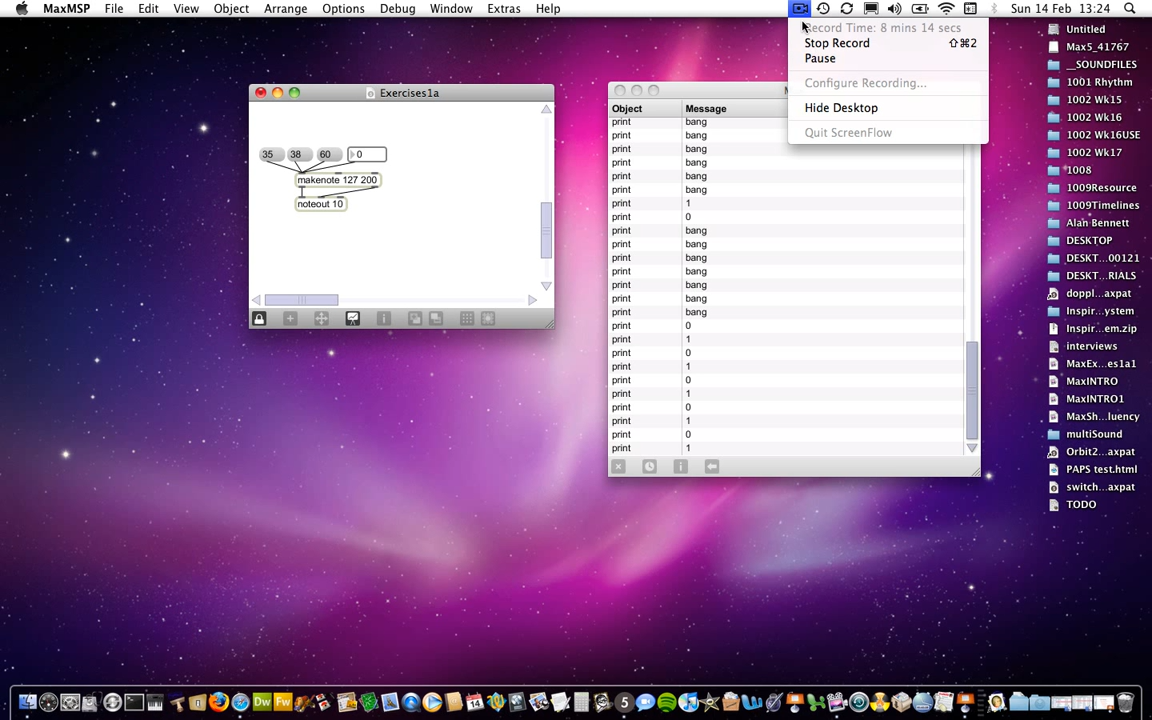 MaxMSP File Edit View Object Arrange Options Debug Window Extras Help Sun 14 Feb 13:24
Record Time: 8 mins 14 secs
Stop Record ⇧⌘2
Pause
Configure Recording...
Hide Desktop
Quit ScreenFlow
Exercises1a
35 38 60 0
makenote 127 200
noteout 10
M
Object Message
print bang
print bang
print bang
print bang
print bang
print bang
print 1
print 0
print bang
print bang
print bang
print bang
print bang
print bang
print bang
print 0
print 1
print 0
print 1
print 0
print 1
print 0
print 1
print 0
print 1
Untitled
Max5_41767
__SOUNDFILES
1001 Rhythm
1002 Wk15
1002 Wk16
1002 Wk16USE
1002 Wk17
1008
1009Resource
1009Timelines
Alan Bennett
DESKTOP
DESKT...00121
DESKT...RIALS
doppl...axpat
Inspir...ystem
Inspir...em.zip
interviews
MaxEx...es1a1
MaxINTRO
MaxINTRO1
MaxSh...luency
multiSound
Orbit2...axpat
PAPS test.html
switch...axpat
TODO
Dw Fw 14 5